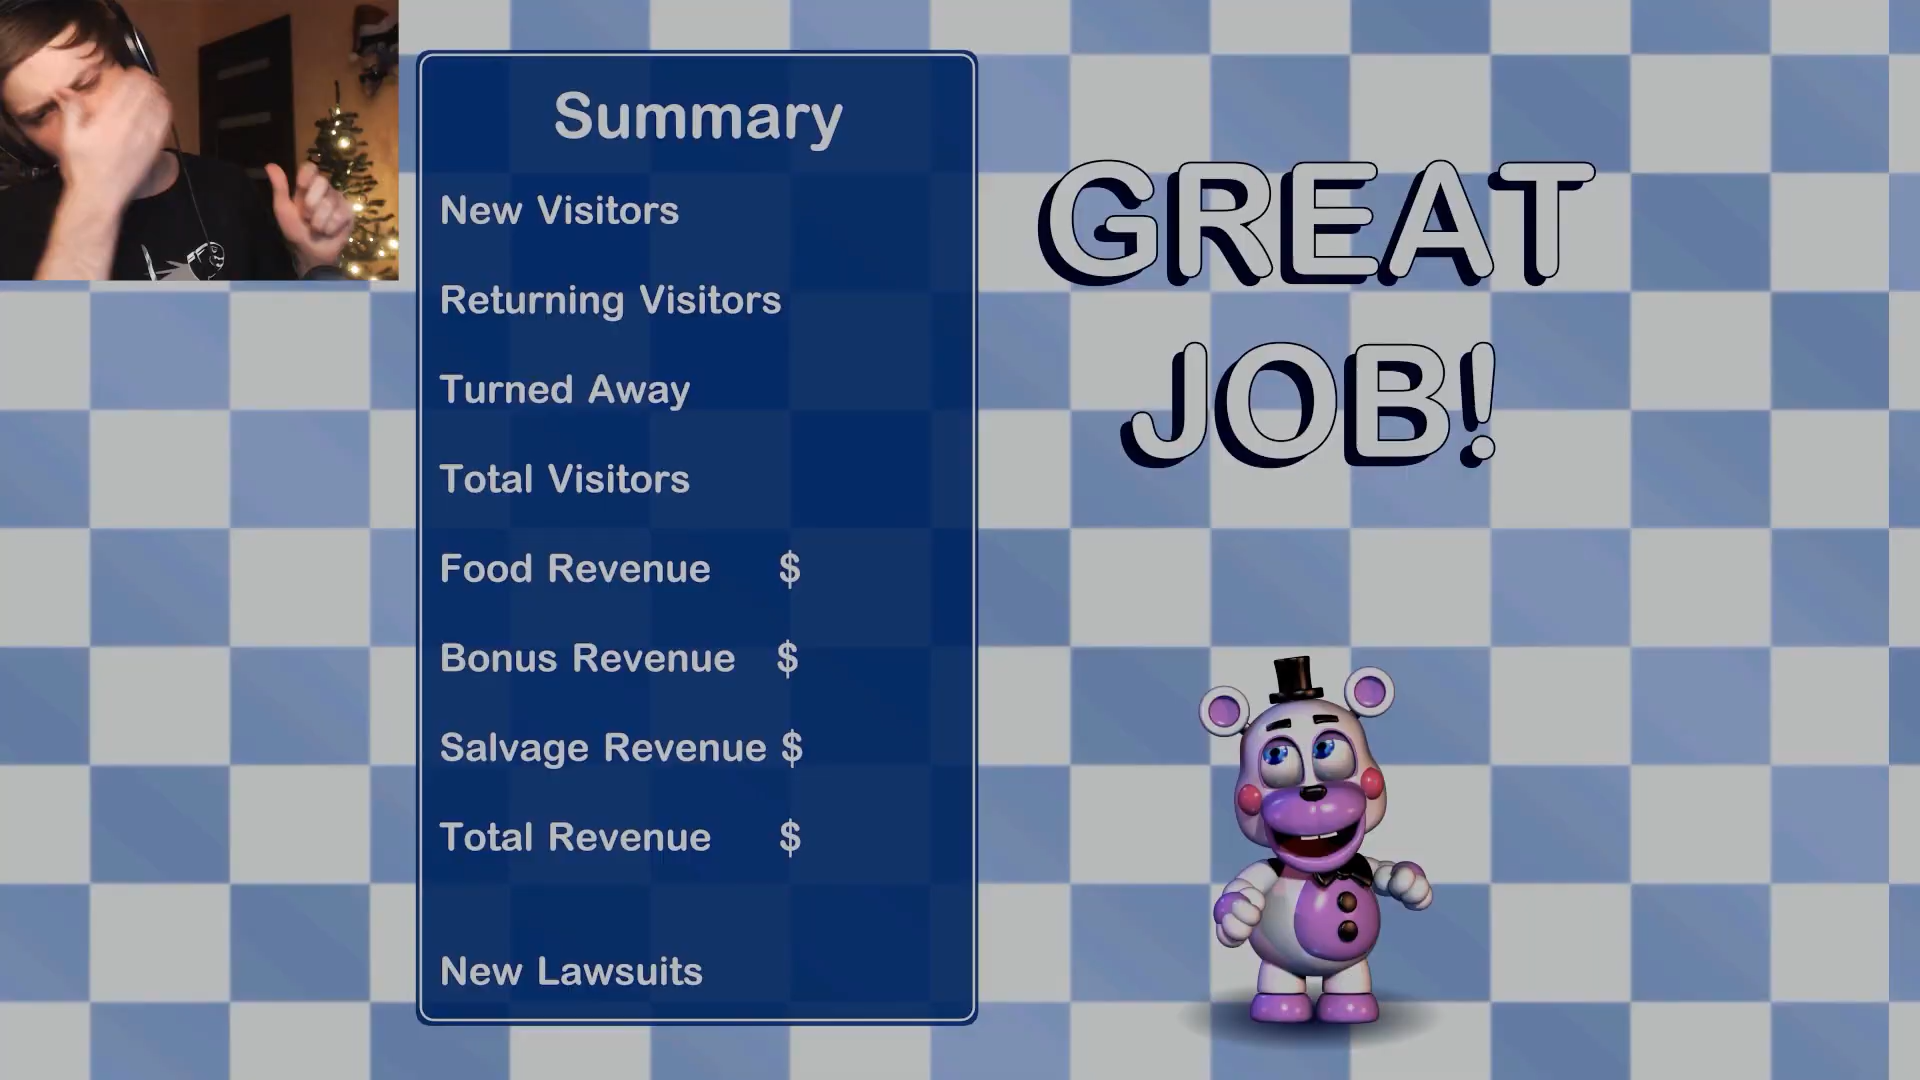 Summary
New Visitors
Returning Visitors
Turned Away
Total Visitors
Food Revenue $
Bonus Revenue $
Salvage Revenue $
Total Revenue $
New Lawsuits
GREAT
JOB!